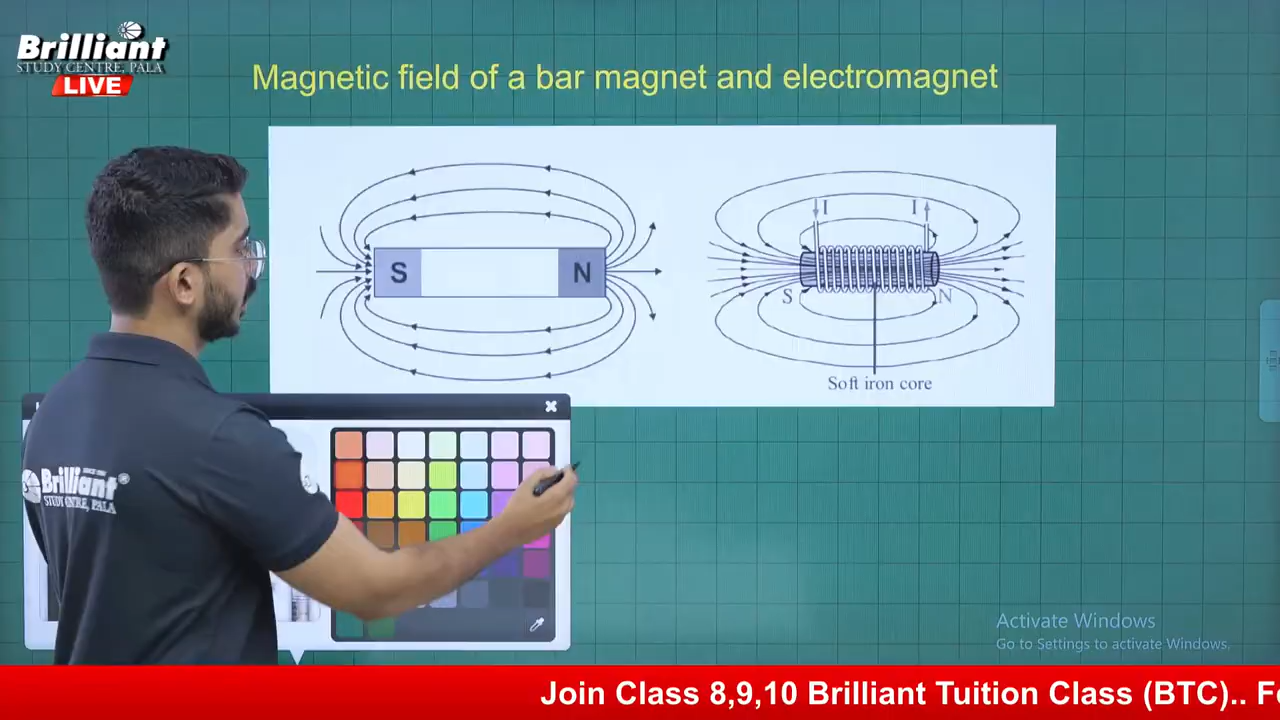 Brilliant
STUDY CENTRE, PALA
LIVE
Magnetic field of a bar magnet and electromagnet
S
N
I
I
S
N
Soft iron core
Brilliant
STUDY CENTRE, PALA
Activate Windows
Go to Settings to activate Windows.
Join Class 8,9,10 Brilliant Tuition Class (BTC).. F